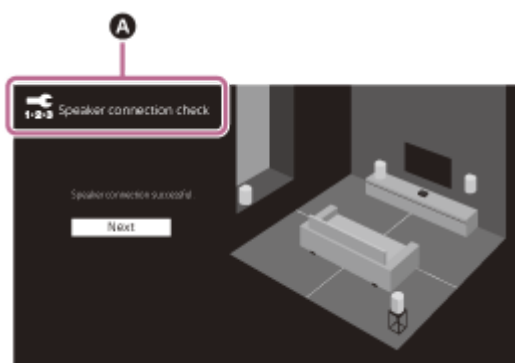 A
1·2·3 Speaker connection check
Speaker connection successful.
Next